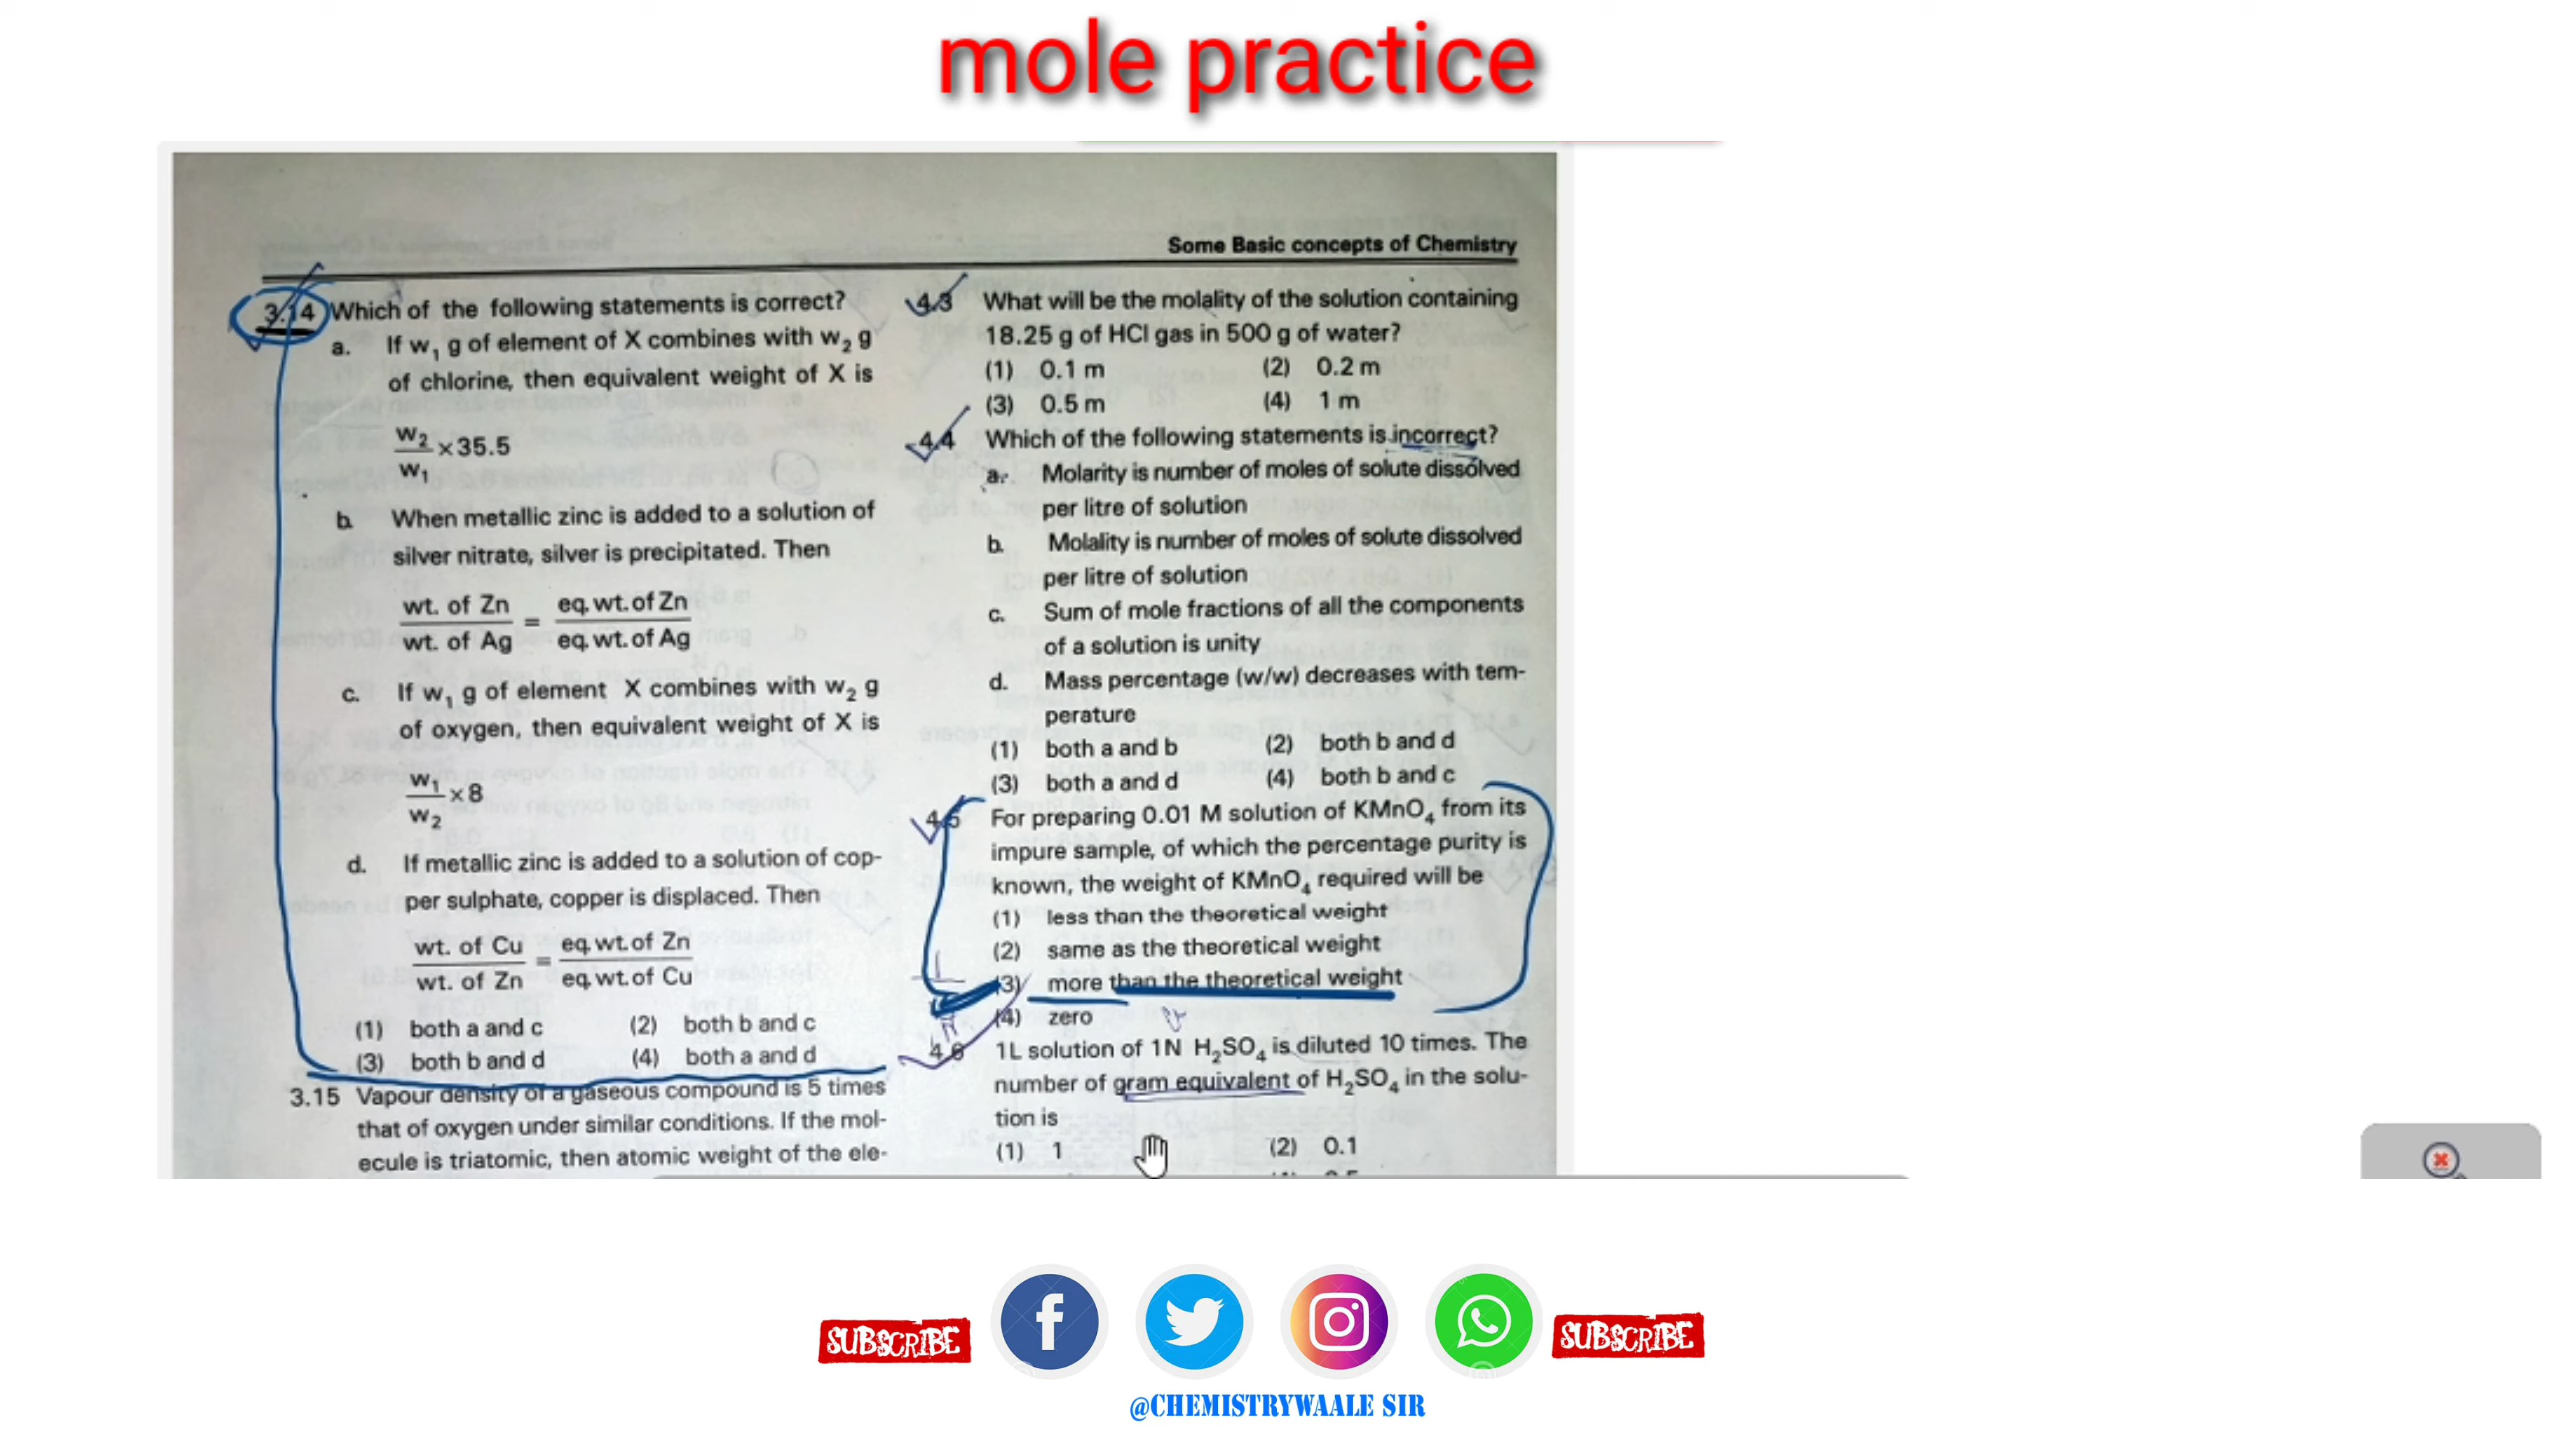 mole practice
Some Basic concepts of Chemistry
3.14 Which of the following statements is correct?
a. If w₁ g of element of X combines with w₂ g
of chlorine, then equivalent weight of X is
w₂/w₁ × 35.5
b. When metallic zinc is added to a solution of
silver nitrate, silver is precipitated. Then
wt. of Zn / wt. of Ag = eq. wt. of Zn / eq. wt. of Ag
c. If w₁ g of element X combines with w₂ g
of oxygen, then equivalent weight of X is
w₁/w₂ × 8
d. If metallic zinc is added to a solution of cop-
per sulphate, copper is displaced. Then
wt. of Cu / wt. of Zn = eq. wt. of Zn / eq. wt. of Cu
(1) both a and c (2) both b and c
(3) both b and d (4) both a and d
3.15 Vapour density of a gaseous compound is 5 times
that of oxygen under similar conditions. If the mol-
ecule is triatomic, then atomic weight of the ele-
4.3 What will be the molality of the solution containing
18.25 g of HCl gas in 500 g of water?
(1) 0.1 m (2) 0.2 m
(3) 0.5 m (4) 1 m
4.4 Which of the following statements is incorrect?
a. Molarity is number of moles of solute dissolved
per litre of solution
b. Molality is number of moles of solute dissolved
per litre of solution
c. Sum of mole fractions of all the components
of a solution is unity
d. Mass percentage (w/w) decreases with tem-
perature
(1) both a and b (2) both b and d
(3) both a and d (4) both b and c
4.5 For preparing 0.01 M solution of KMnO₄ from its
impure sample, of which the percentage purity is
known, the weight of KMnO₄ required will be
(1) less than the theoretical weight
(2) same as the theoretical weight
(3) more than the theoretical weight
(4) zero
4.6 1L solution of 1N H₂SO₄ is diluted 10 times. The
number of gram equivalent of H₂SO₄ in the solu-
tion is
(1) 1 (2) 0.1
SUBSCRIBE SUBSCRIBE
@CHEMISTRYWAALE SIR